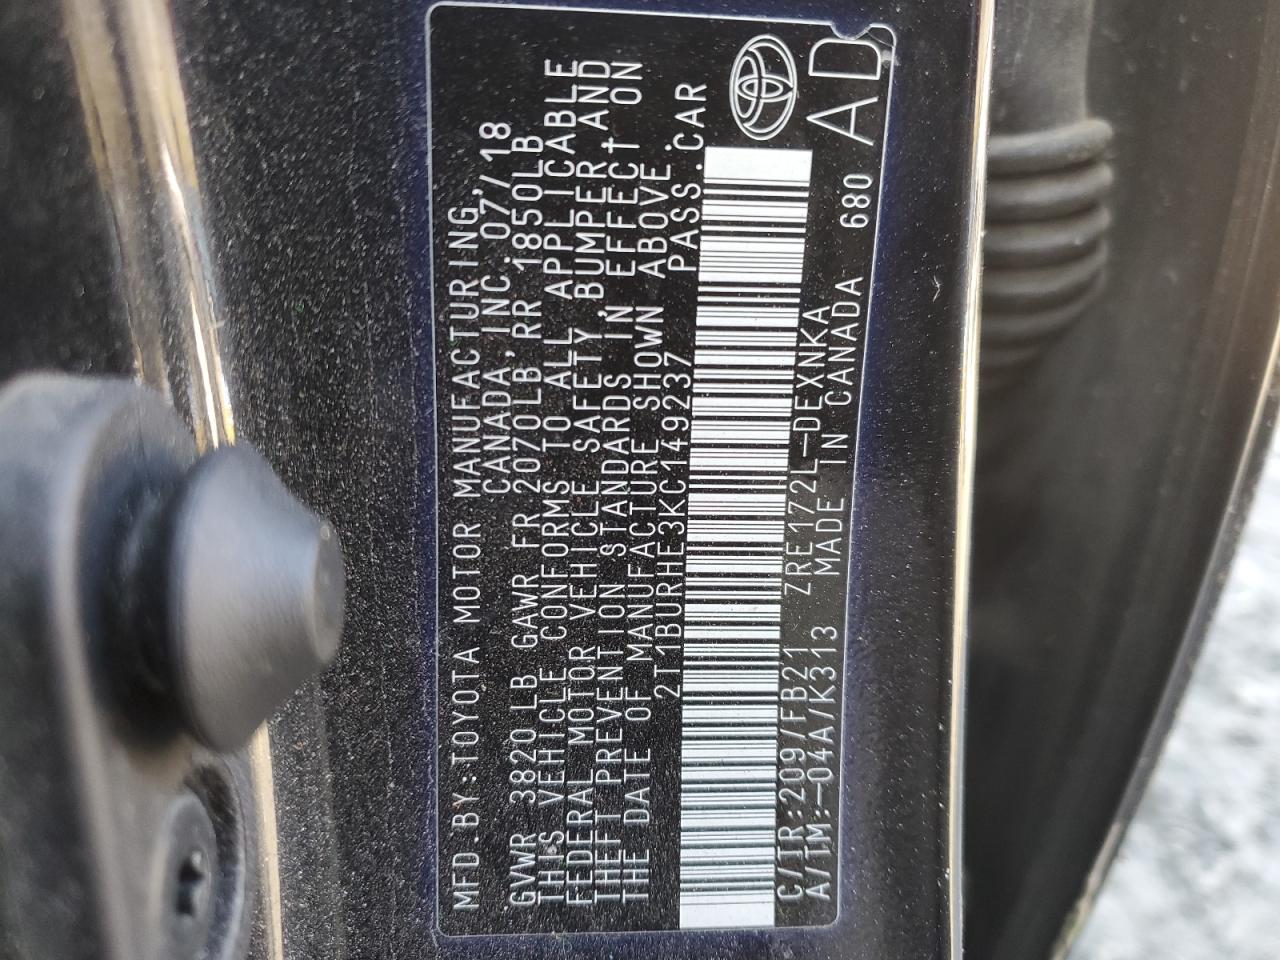 MFD.BY:TOYOTA MOTOR MANUFACTURING,
CANADA,INC. 07/18
GVWR 3820 LB GAWR FR 2070LB,RR 1850LB
THIS VEHICLE CONFORMS TO ALL APPLICABLE
FEDERAL MOTOR VEHICLE SAFETY,BUMPER,AND
THEFT PREVENTION STANDARDS IN EFFECT ON
THE DATE OF MANUFACTURE SHOWN ABOVE.
2T1BURHE3KC149237 PASS.CAR
C/TR:209/FB21 ZRE172L-DEXNKA
A/TM:-04A/K313 MADE IN CANADA 680
AD